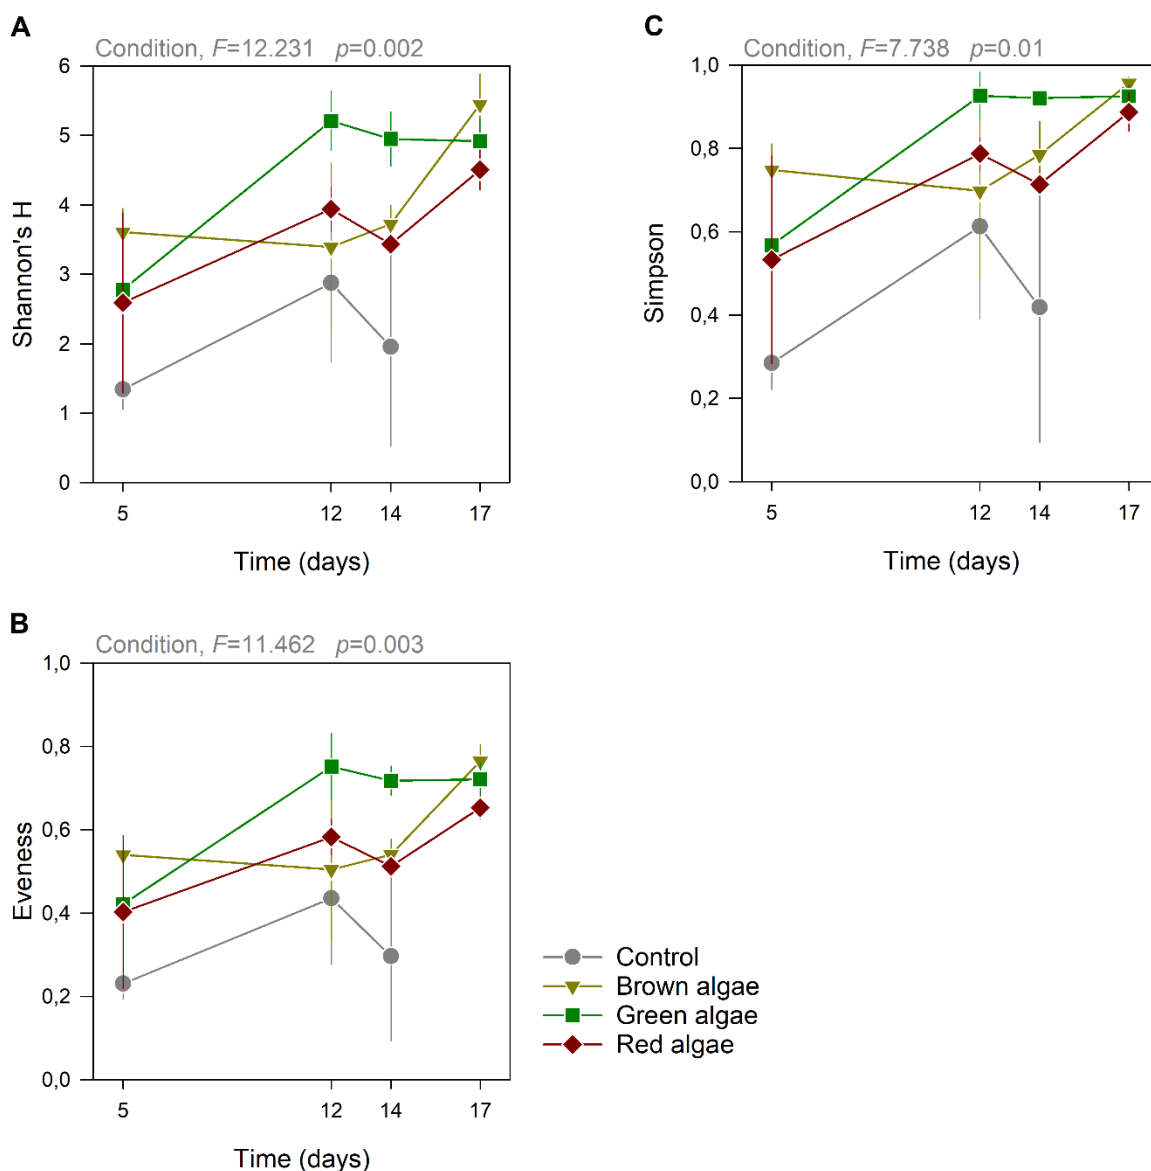 A
Condition, F=12.231 p=0.002
6
5
4
3
2
1
0
Shannon's H
5 12 14 17
Time (days)
C
Condition, F=7.738 p=0.01
1,0
0,8
0,6
0,4
0,2
0,0
Simpson
5 12 14 17
Time (days)
B
Condition, F=11.462 p=0.003
1,0
0,8
0,6
0,4
0,2
0,0
Eveness
5 12 14 17
Time (days)
Control
Brown algae
Green algae
Red algae